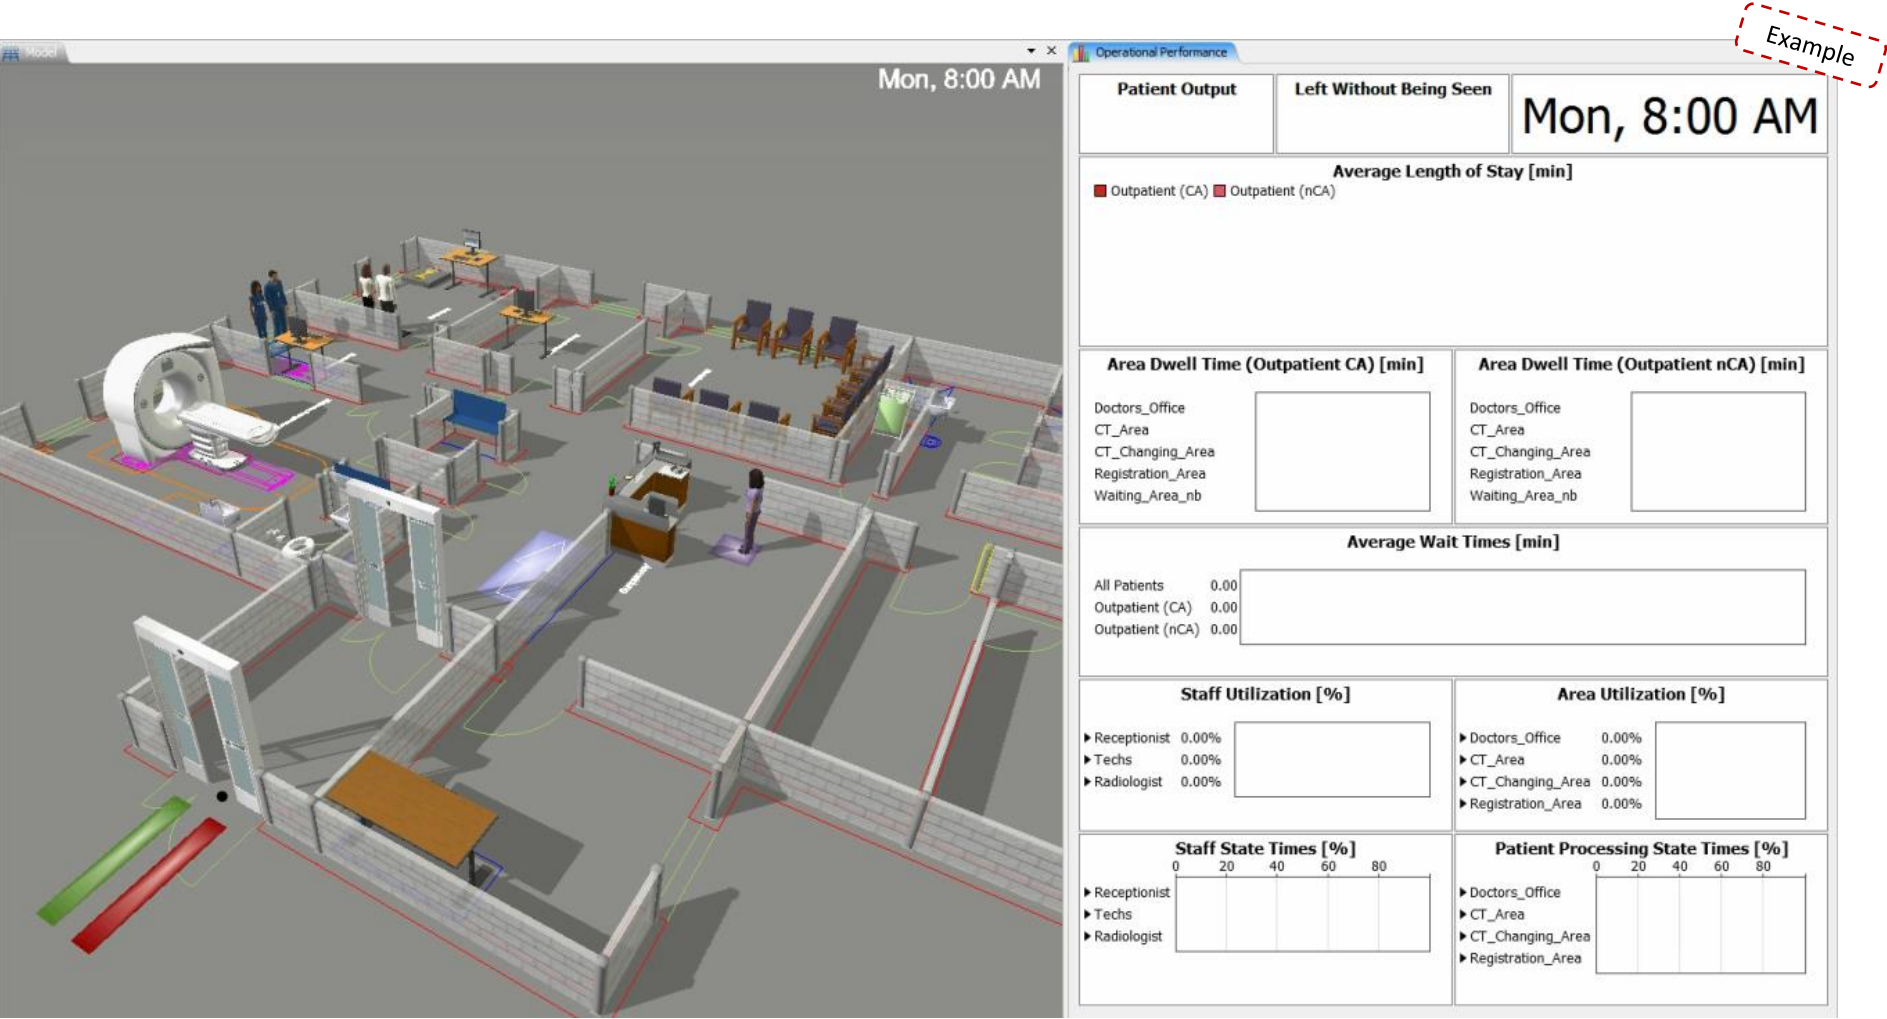 Example
Model
Operational Performance
Mon, 8:00 AM
Patient Output
Left Without Being Seen
Mon, 8:00 AM
Average Length of Stay [min]
Outpatient (CA) Outpatient (nCA)
Area Dwell Time (Outpatient CA) [min]
Doctors_Office
CT_Area
CT_Changing_Area
Registration_Area
Waiting_Area_nb
Area Dwell Time (Outpatient nCA) [min]
Doctors_Office
CT_Area
CT_Changing_Area
Registration_Area
Waiting_Area_nb
Average Wait Times [min]
All Patients 0.00
Outpatient (CA) 0.00
Outpatient (nCA) 0.00
Staff Utilization [%]
Receptionist 0.00%
Techs 0.00%
Radiologist 0.00%
Area Utilization [%]
Doctors_Office 0.00%
CT_Area 0.00%
CT_Changing_Area 0.00%
Registration_Area 0.00%
Staff State Times [%]
0 20 40 60 80
Receptionist
Techs
Radiologist
Patient Processing State Times [%]
0 20 40 60 80
Doctors_Office
CT_Area
CT_Changing_Area
Registration_Area